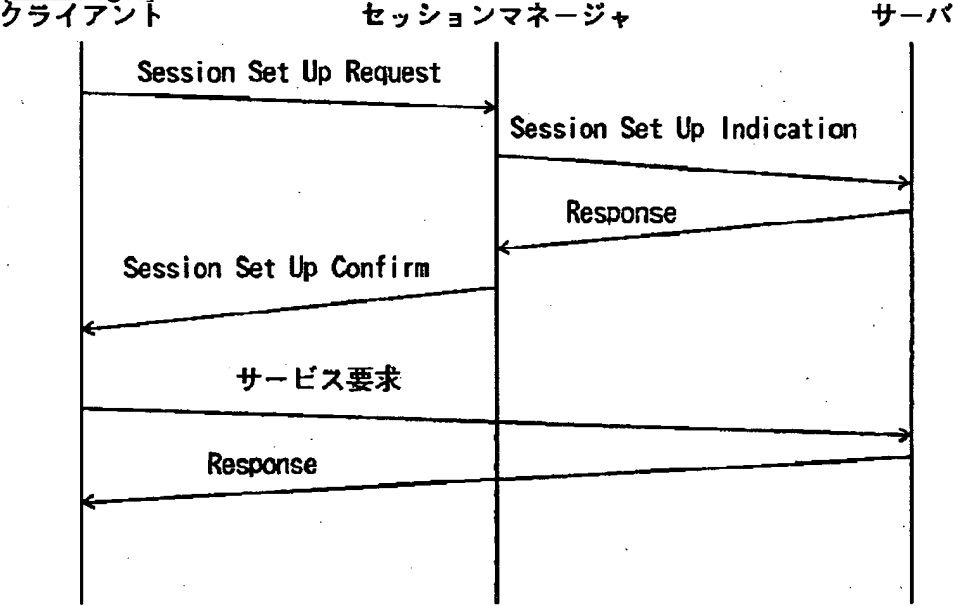 クライアント セッションマネージャ サーバ
Session Set Up Request
Session Set Up Indication
Response
Session Set Up Confirm
サービス要求
Response